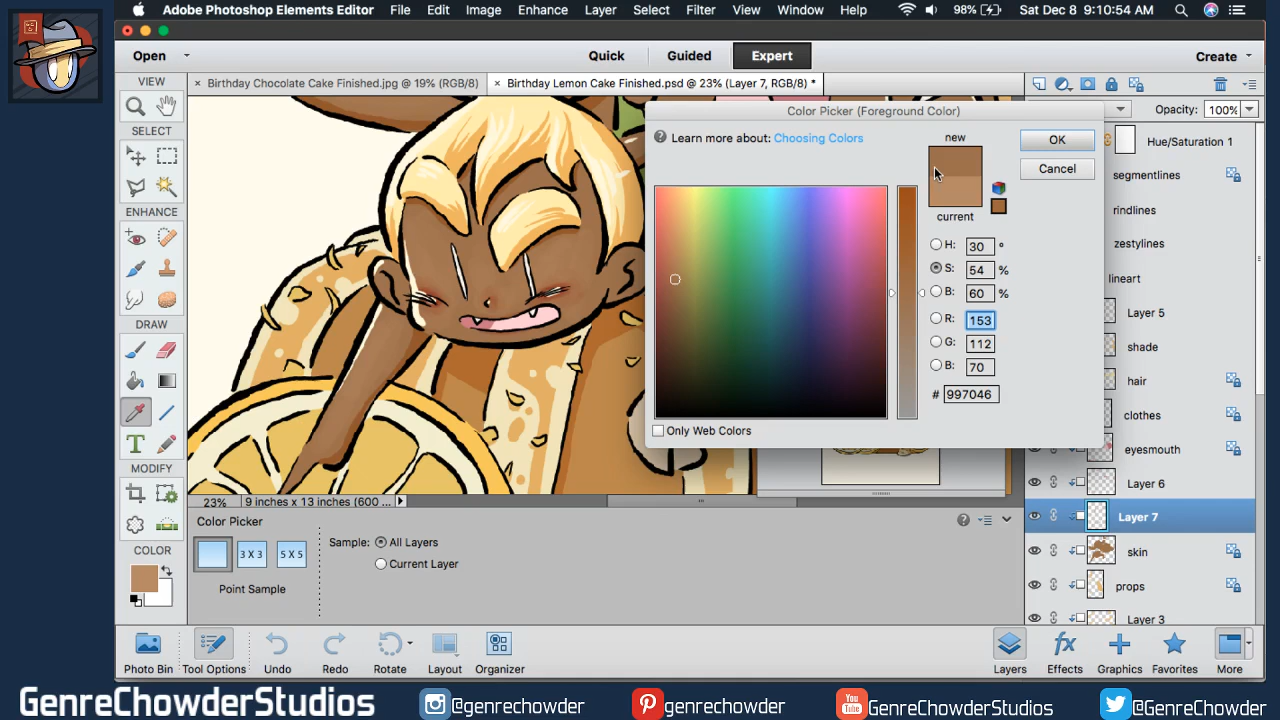 Adobe Photoshop Elements Editor File Edit Image Enhance Layer Select Filter View Window Help 98% Sat Dec 8 9:10:54 AM
Open Quick Guided Expert Create
VIEW
× Birthday Chocolate Cake Finished.jpg @ 19% (RGB/8) × Birthday Lemon Cake Finished.psd @ 23% (Layer 7, RGB/8) *
SELECT
ENHANCE
DRAW
MODIFY
COLOR
Color Picker (Foreground Color)
? Learn more about: Choosing Colors
new
current
OK
Cancel
H: 30 °
S: 54 %
B: 60 %
R: 153
G: 112
B: 70
# 997046
Only Web Colors
Opacity: 100%
Hue/Saturation 1
segmentlines
rindlines
zestylines
lineart
Layer 5
shade
hair
clothes
eyesmouth
Layer 6
Layer 7
skin
props
Layer 3
23% 9 inches x 13 inches (600 ...
Color Picker
3 X 3 5 X 5
Point Sample
Sample: All Layers
Current Layer
Photo Bin Tool Options Undo Redo Rotate Layout Organizer Layers Effects Graphics Favorites More
GenreChowderStudios @genrechowder genrechowder GenreChowderStudios @GenreChowder